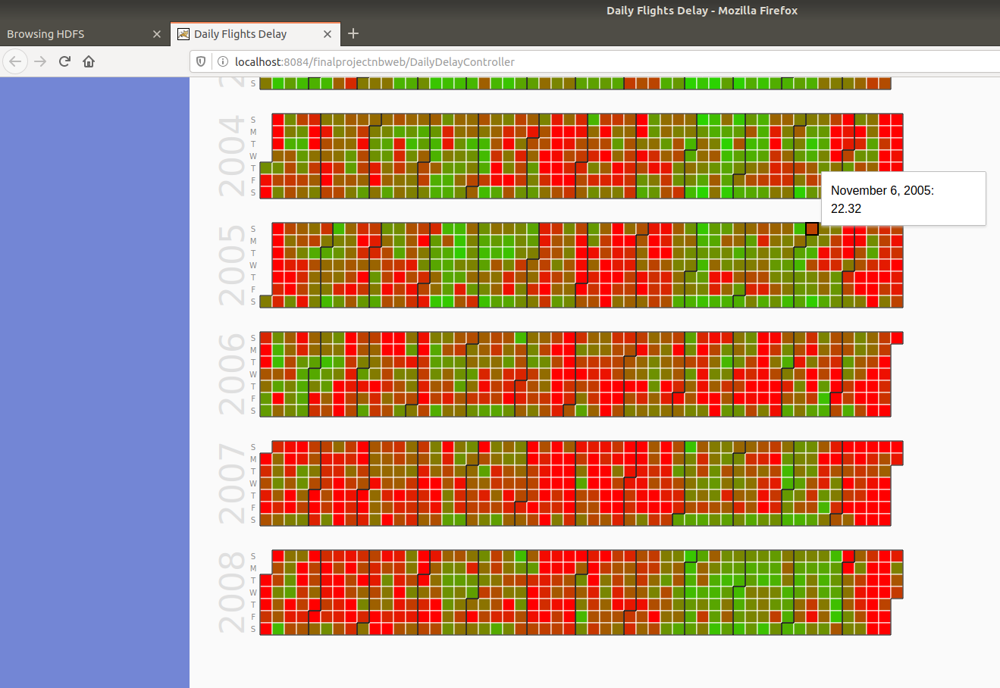 Daily Flights Delay - Mozilla Firefox
Browsing HDFS
Daily Flights Delay
localhost:8084/finalprojectnbweb/DailyDelayController
S
2004
S
M
T
W
T
F
S
November 6, 2005:
22.32
2005
S
M
T
W
T
F
S
2006
S
M
T
W
T
F
S
2007
S
M
T
W
T
F
S
2008
S
M
T
W
T
F
S